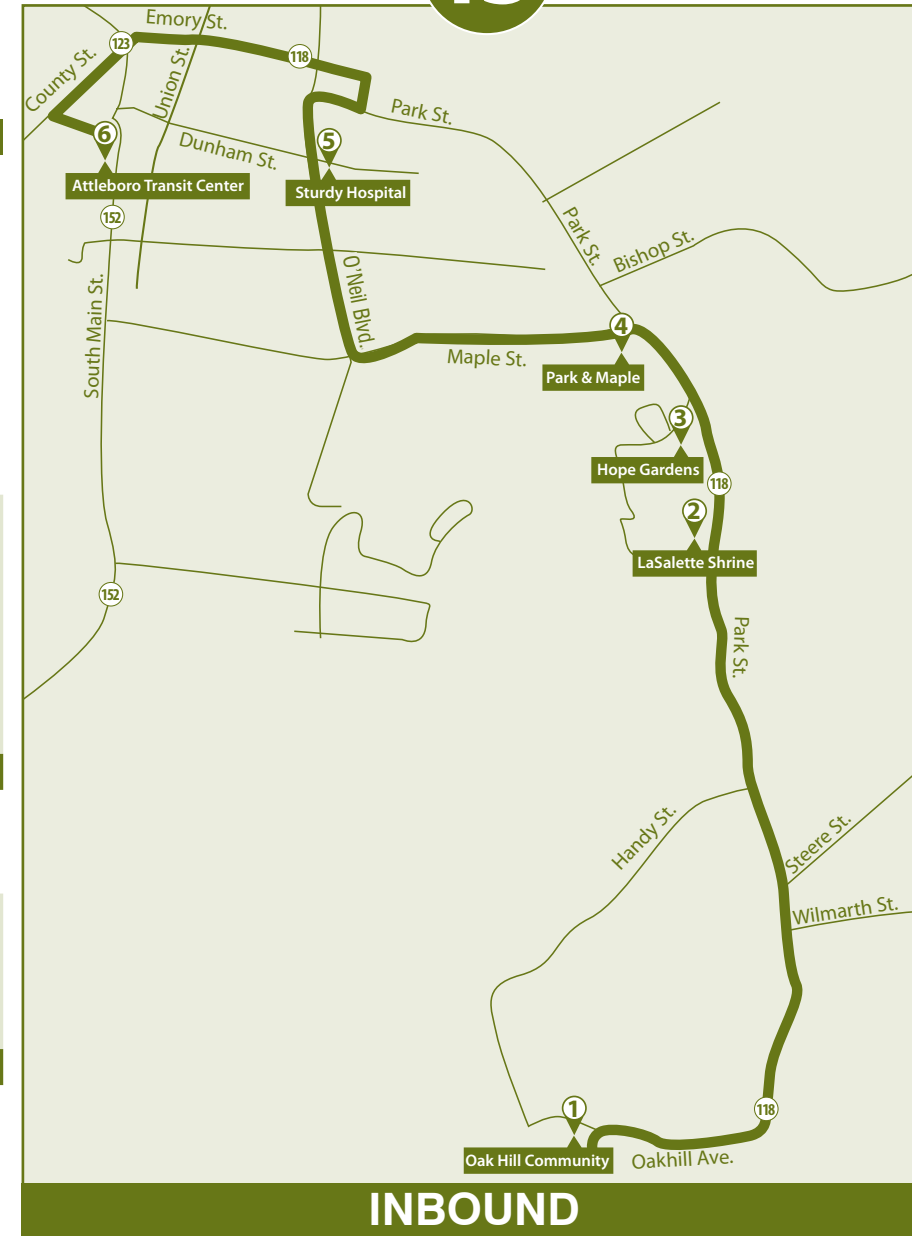 Emory St.
123
118
County St.
Union St.
Park St.
6
5
Dunham St.
Attleboro Transit Center
Sturdy Hospital
152
Park St.
Bishop St.
O'Neil Blvd.
South Main St.
4
Maple St.
Park & Maple
3
Hope Gardens
118
2
LaSalette Shrine
152
Park St.
Handy St.
Steere St.
Wilmarth St.
1
118
Oak Hill Community
Oakhill Ave.
INBOUND